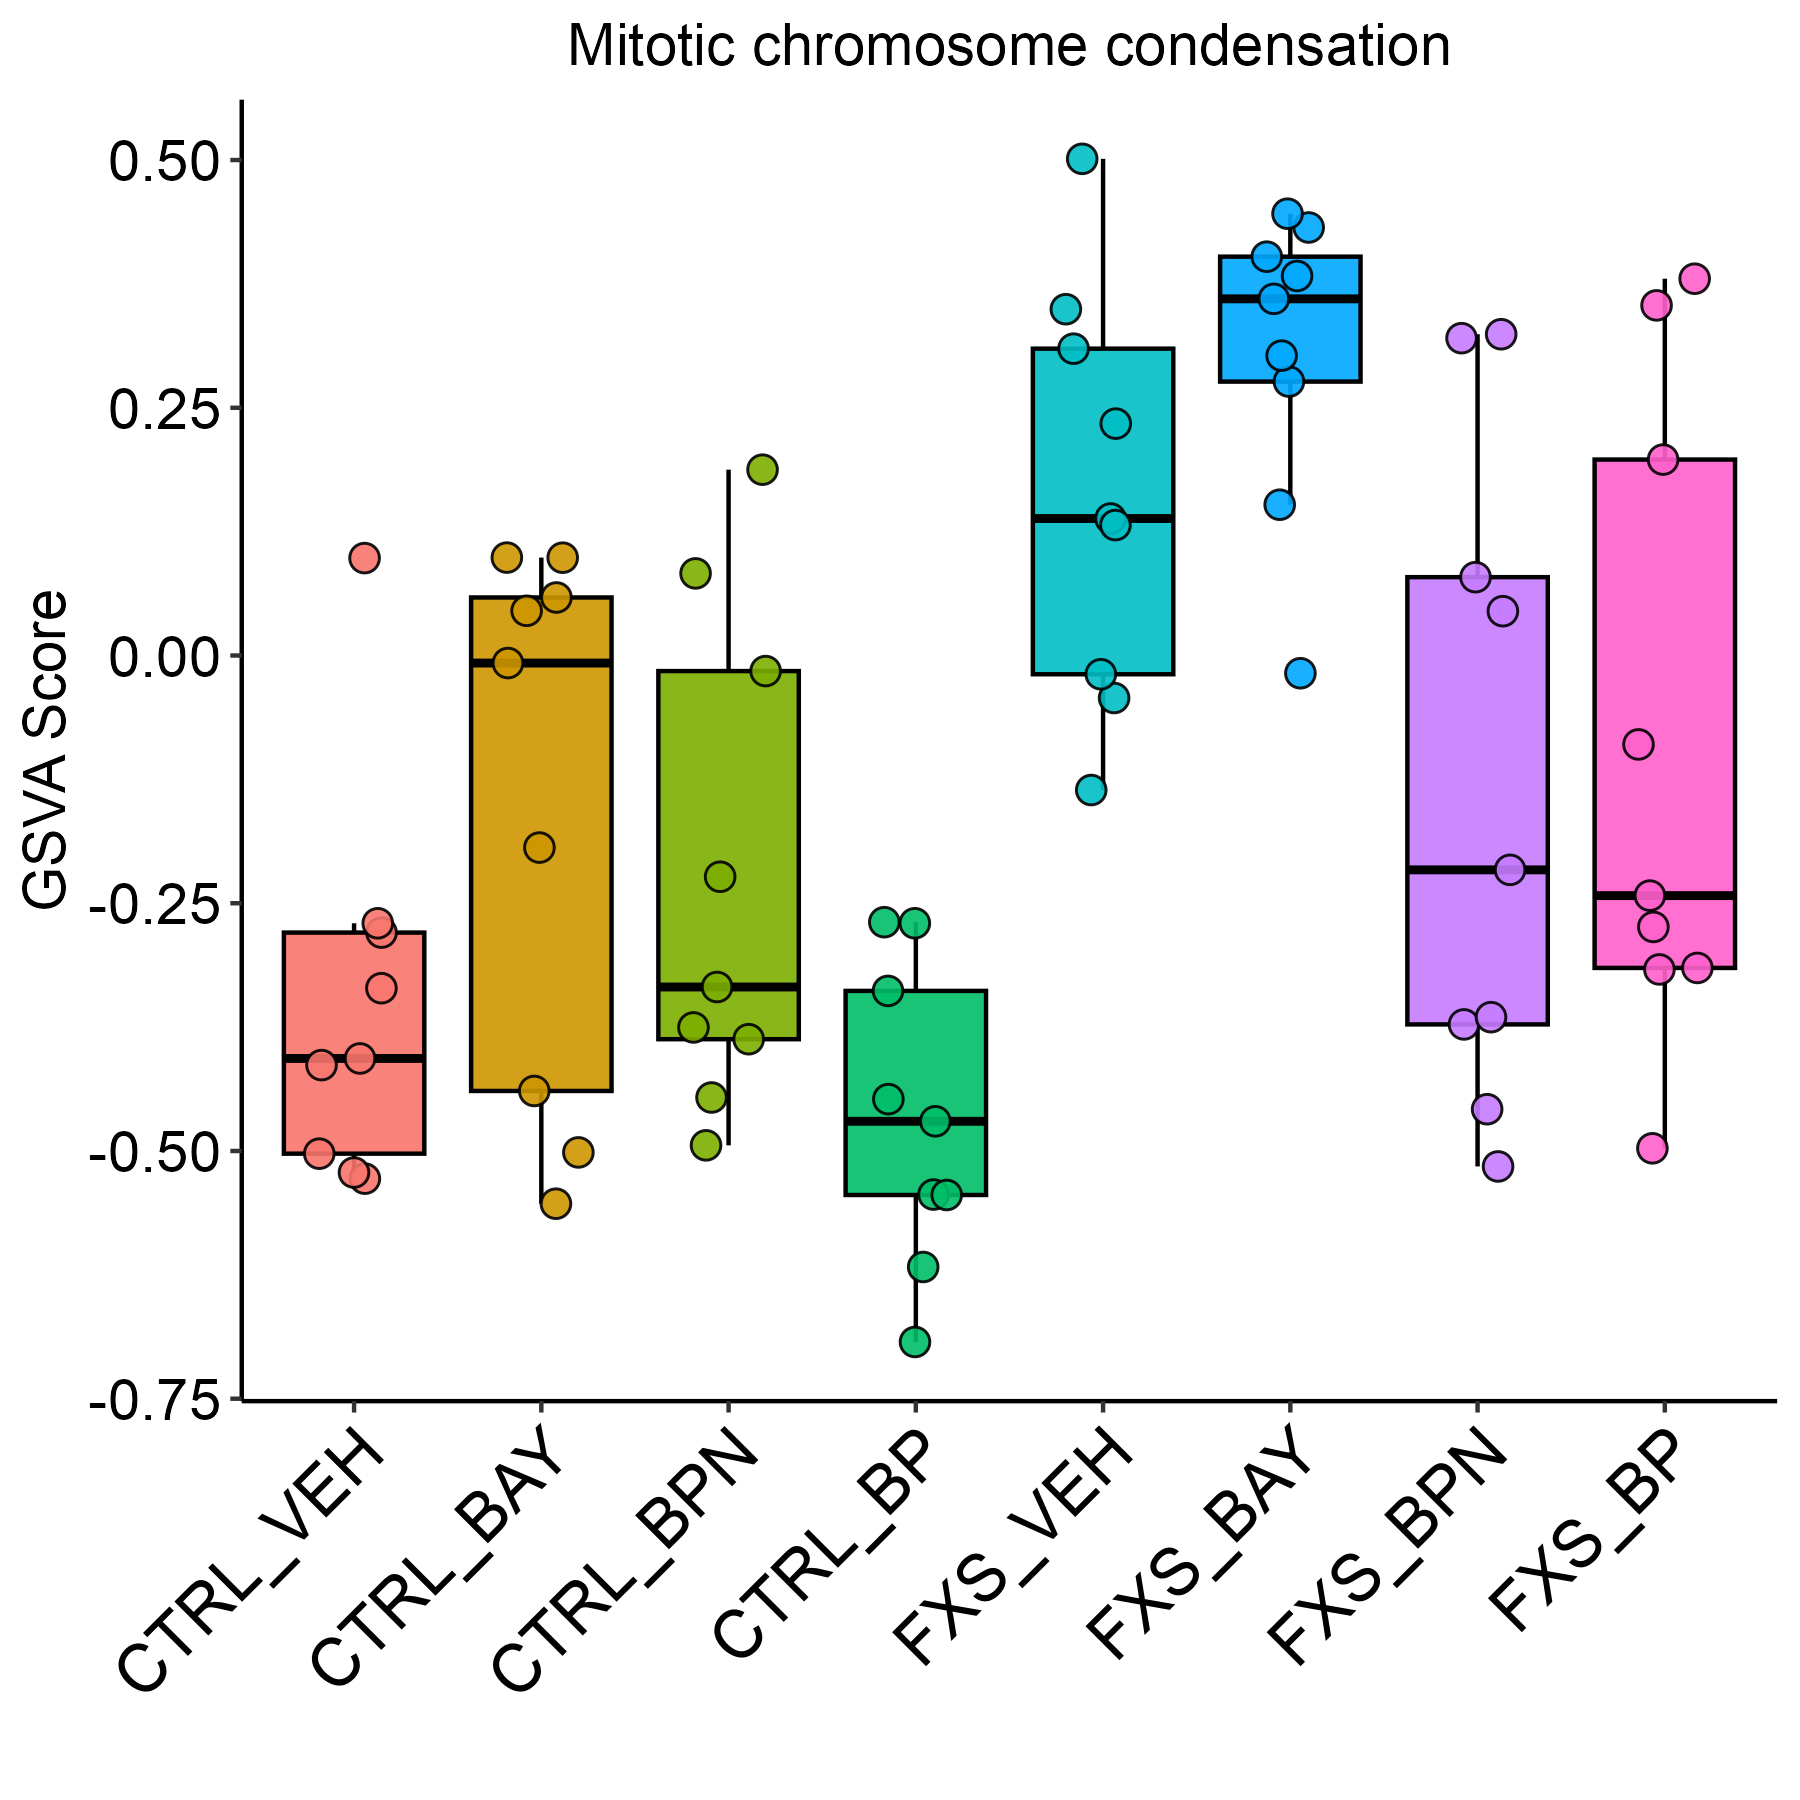 Mitotic chromosome condensation
GSVA Score
0.50
0.25
0.00
-0.25
-0.50
-0.75
CTRL_VEH
CTRL_BAY
CTRL_BPN
CTRL_BP
FXS_VEH
FXS_BAY
FXS_BPN
FXS_BP